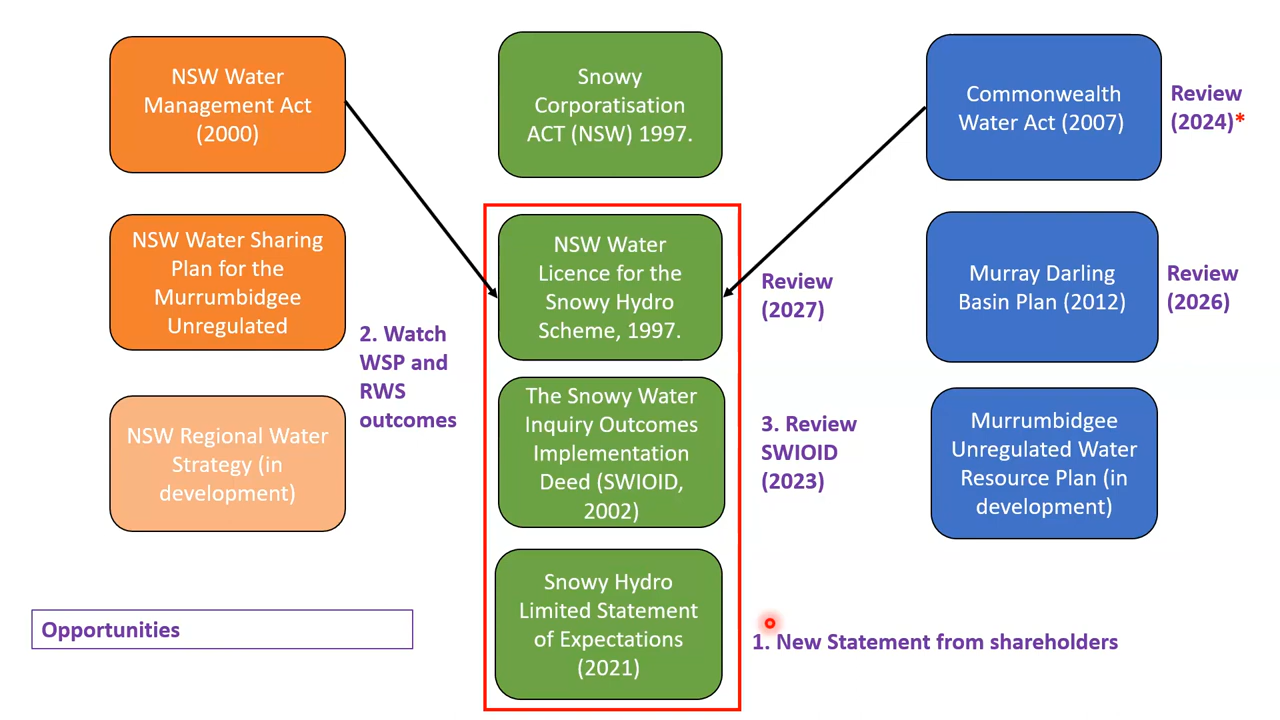 NSW Water
Management Act
(2000)
Snowy
Corporatisation
ACT (NSW) 1997.
Commonwealth
Water Act (2007)
Review
(2024)*
NSW Water Sharing
Plan for the
Murrumbidgee
Unregulated
NSW Water
Licence for the
Snowy Hydro
Scheme, 1997.
Review
(2027)
Murray Darling
Basin Plan (2012)
Review
(2026)
2. Watch
WSP and
RWS
outcomes
NSW Regional Water
Strategy (in
development)
The Snowy Water
Inquiry Outcomes
Implementation
Deed (SWIOID,
2002)
3. Review
SWIOID
(2023)
Murrumbidgee
Unregulated Water
Resource Plan (in
development)
Snowy Hydro
Limited Statement
of Expectations
(2021)
Opportunities
1. New Statement from shareholders